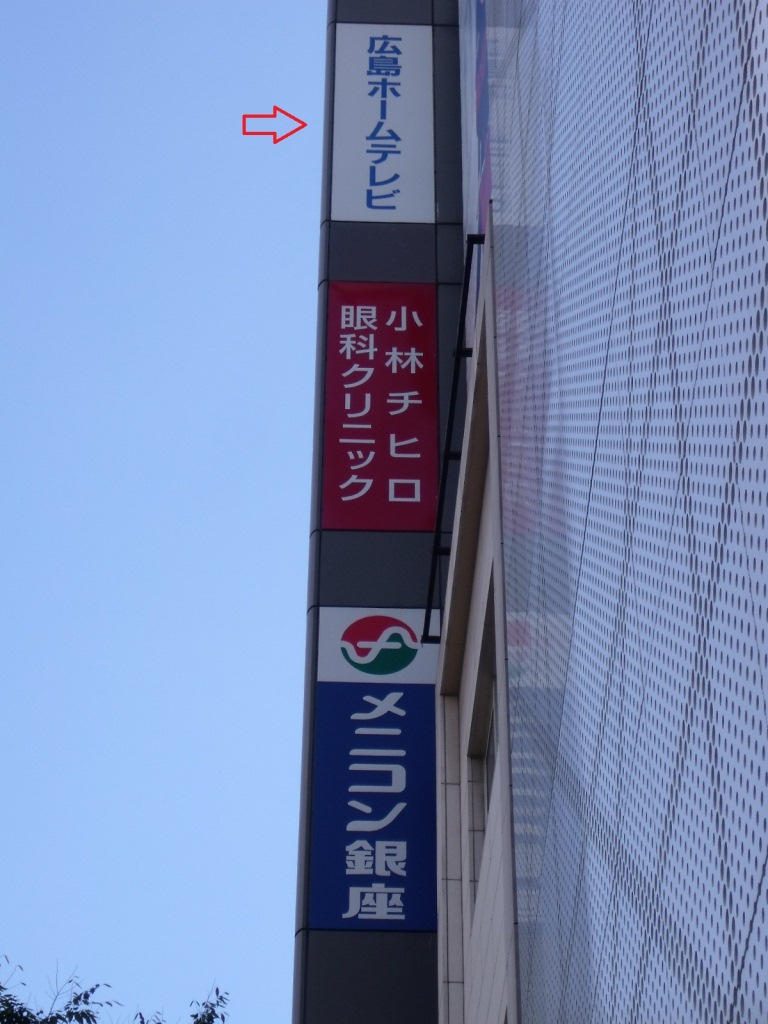 広島ホームテレビ
小林チヒロ
眼科クリニック
メニコン銀座